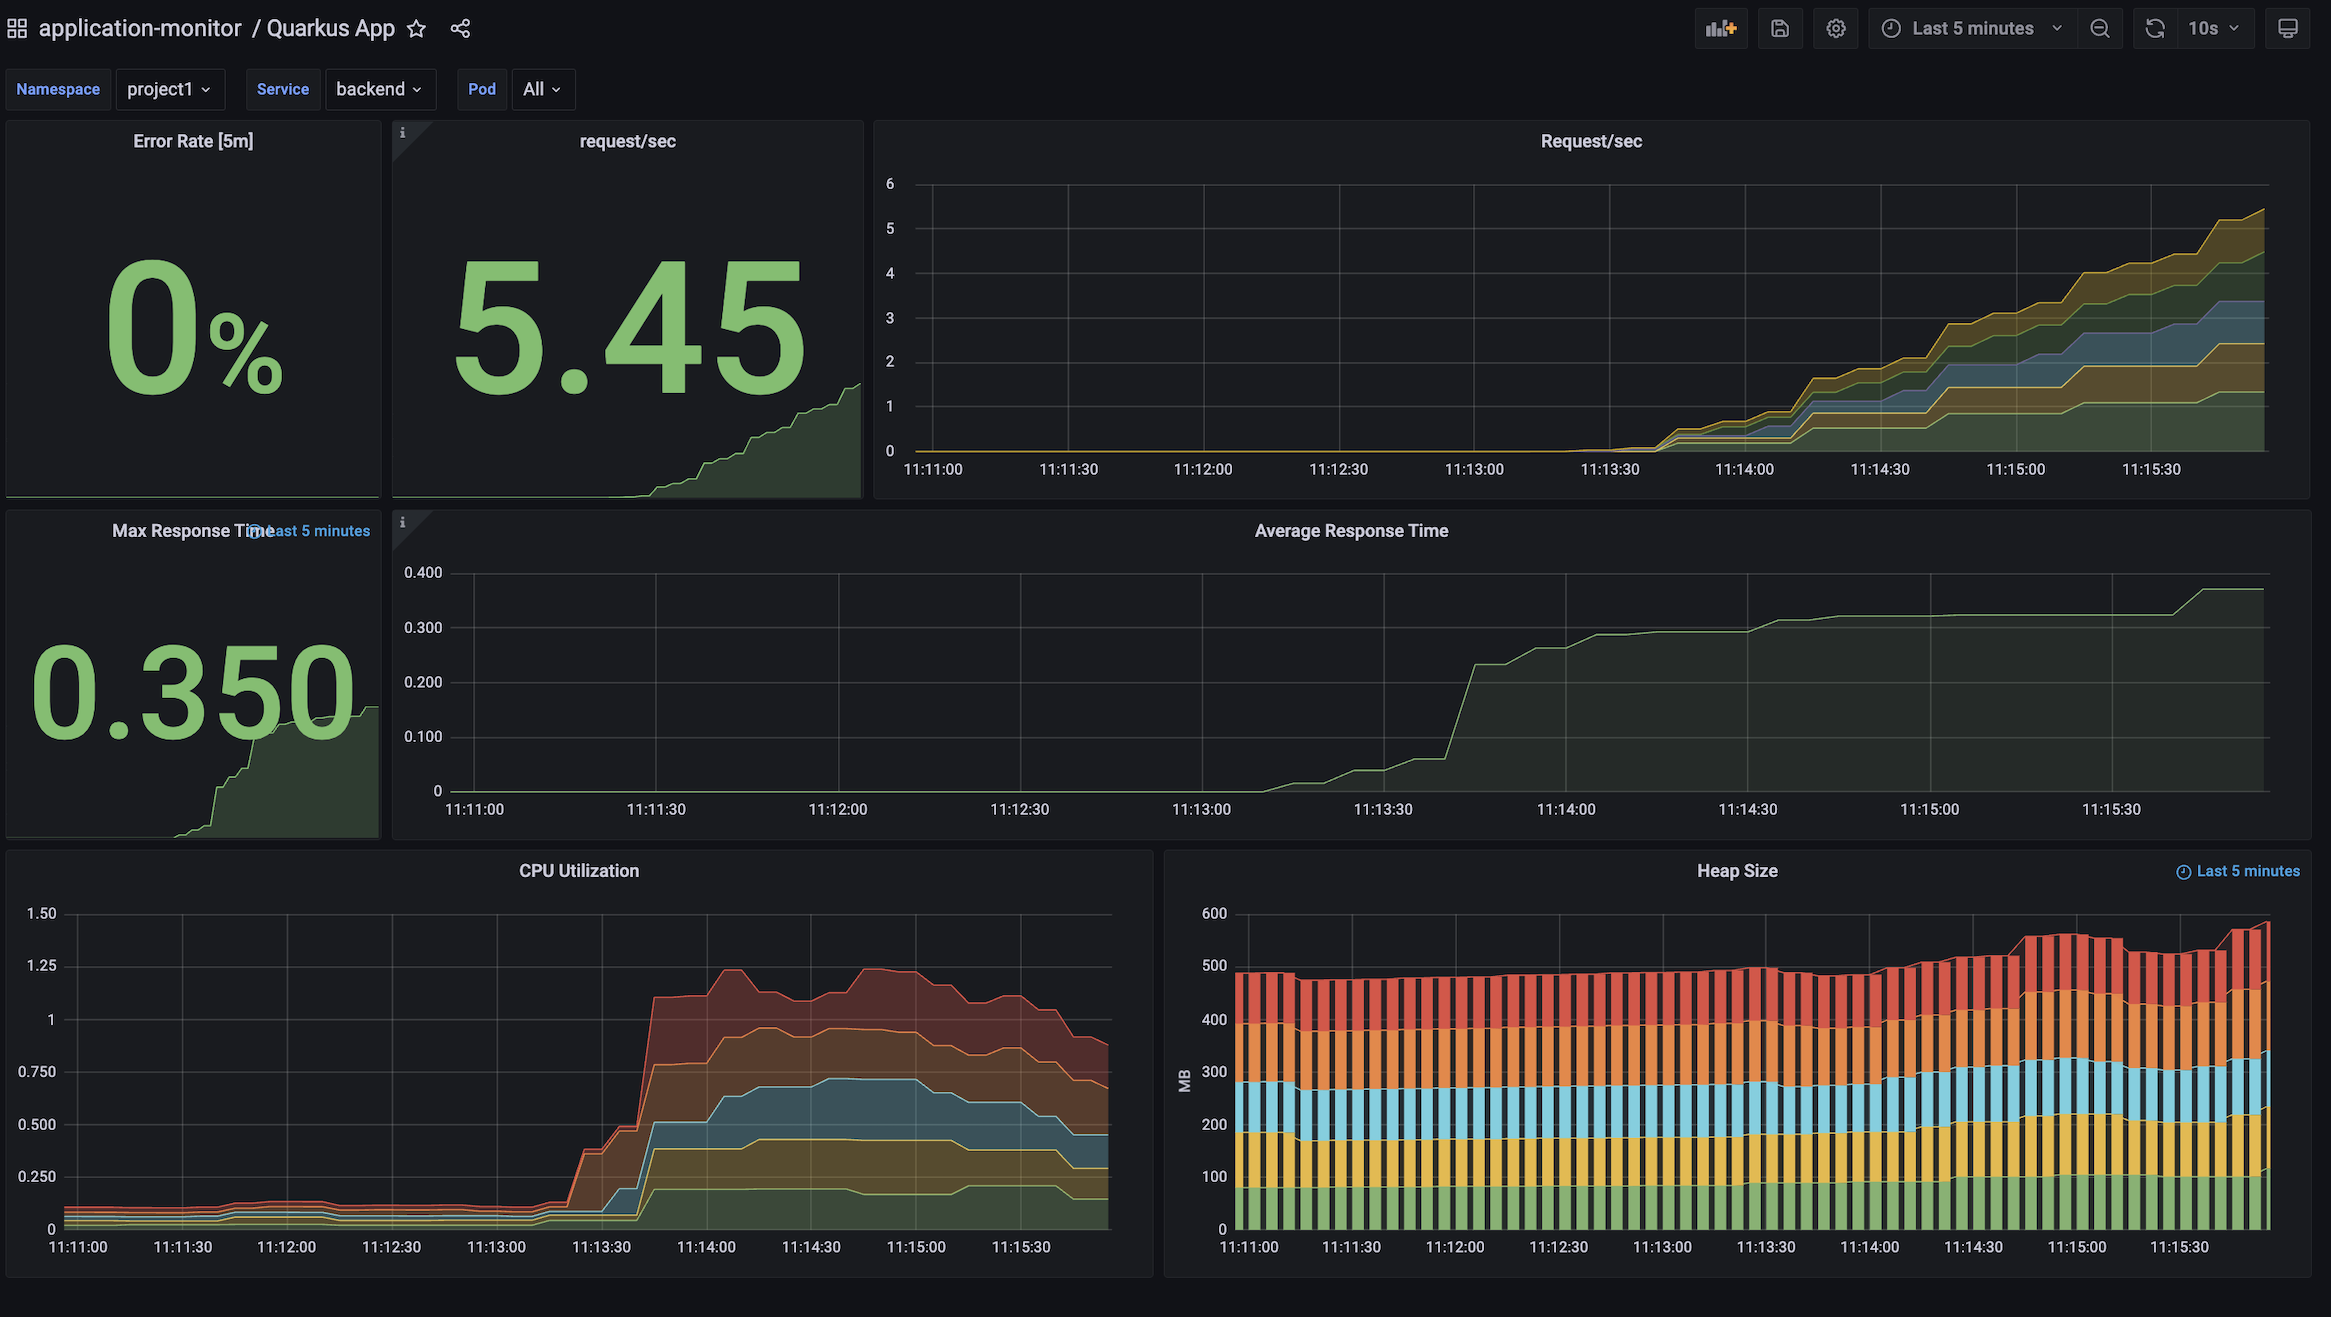 application-monitor / Quarkus App
Last 5 minutes
10s
Namespace project1 Service backend Pod All
Error Rate [5m]
0%
i
request/sec
5.45
Request/sec
6
5
4
3
2
1
0
11:11:00 11:11:30 11:12:00 11:12:30 11:13:00 11:13:30 11:14:00 11:14:30 11:15:00 11:15:30
Max Response Time Last 5 minutes
0.350
i
Average Response Time
0.400
0.300
0.200
0.100
0
11:11:00 11:11:30 11:12:00 11:12:30 11:13:00 11:13:30 11:14:00 11:14:30 11:15:00 11:15:30
CPU Utilization
1.50
1.25
1
0.750
0.500
0.250
0
11:11:00 11:11:30 11:12:00 11:12:30 11:13:00 11:13:30 11:14:00 11:14:30 11:15:00 11:15:30
Heap Size
Last 5 minutes
MB
600
500
400
300
200
100
0
11:11:00 11:11:30 11:12:00 11:12:30 11:13:00 11:13:30 11:14:00 11:14:30 11:15:00 11:15:30